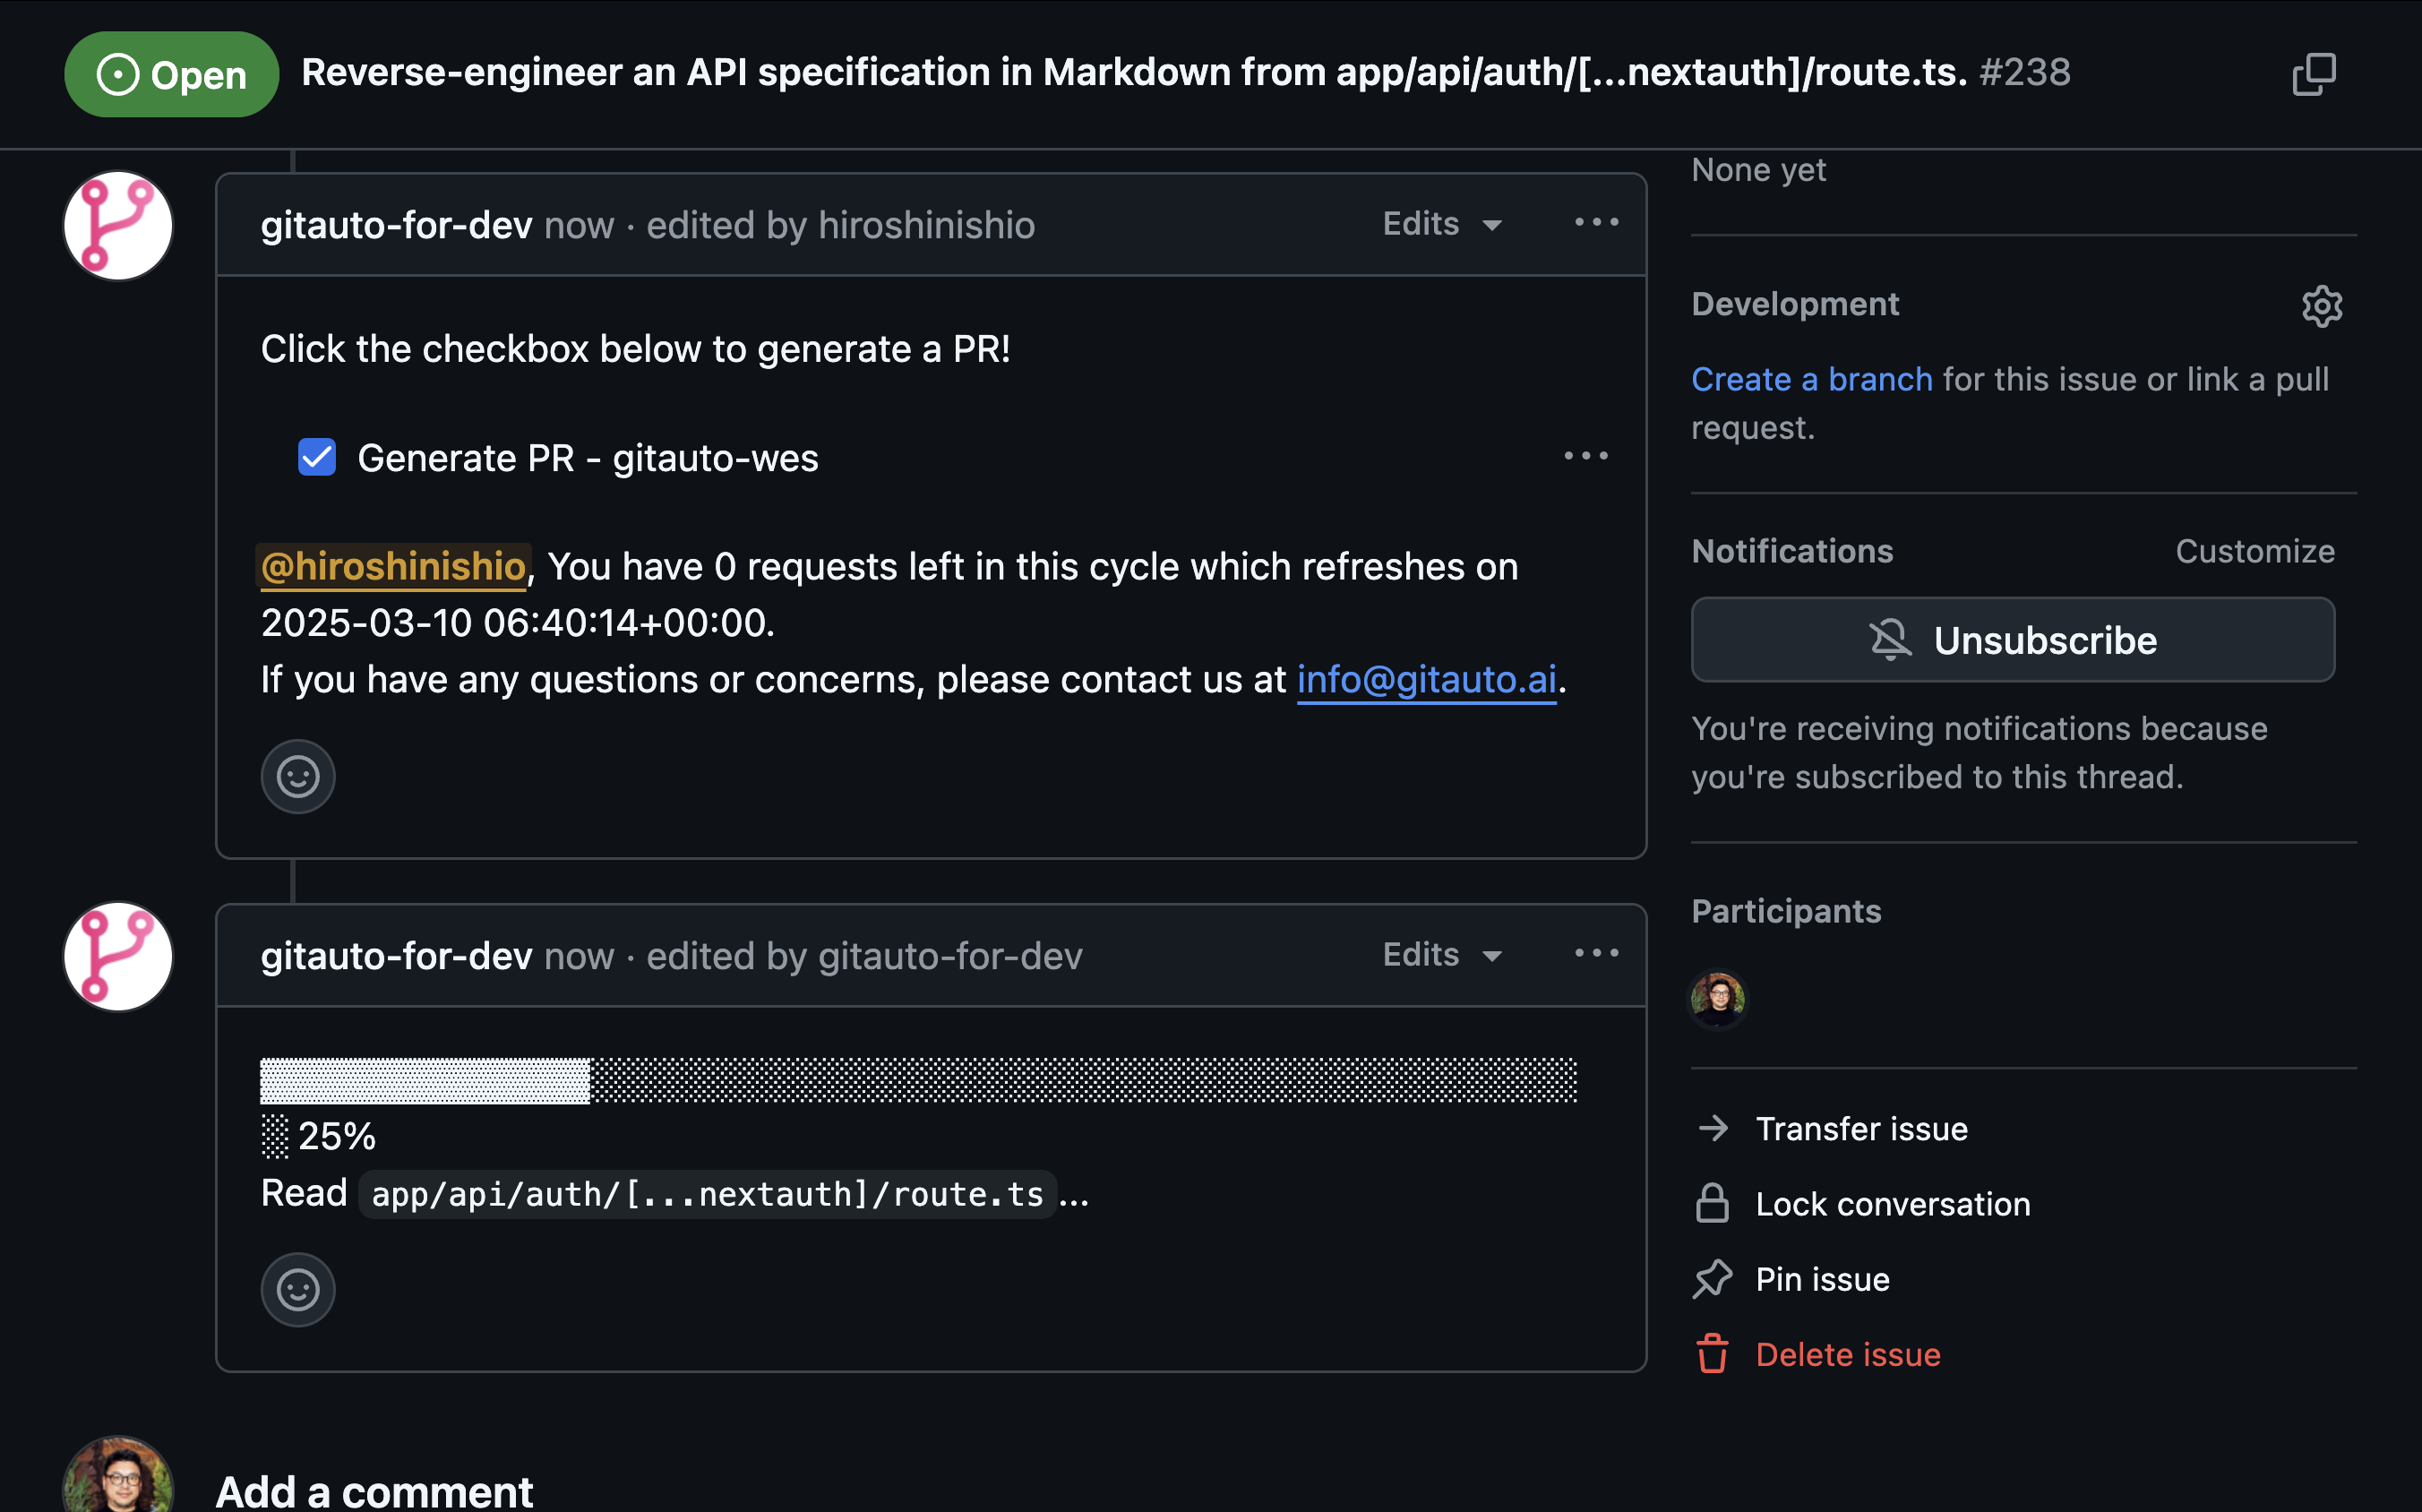 Open
Reverse-engineer an API specification in Markdown from app/api/auth/[...nextauth]/route.ts. #238
gitauto-for-dev now · edited by hiroshinishio
Edits
Click the checkbox below to generate a PR!
Generate PR - gitauto-wes
@hiroshinishio, You have 0 requests left in this cycle which refreshes on
2025-03-10 06:40:14+00:00.
If you have any questions or concerns, please contact us at info@gitauto.ai.
gitauto-for-dev now · edited by gitauto-for-dev
Edits
25%
Read app/api/auth/[...nextauth]/route.ts...
Add a comment
None yet
Development
Create a branch for this issue or link a pull
request.
Notifications
Customize
Unsubscribe
You're receiving notifications because
you're subscribed to this thread.
Participants
Transfer issue
Lock conversation
Pin issue
Delete issue